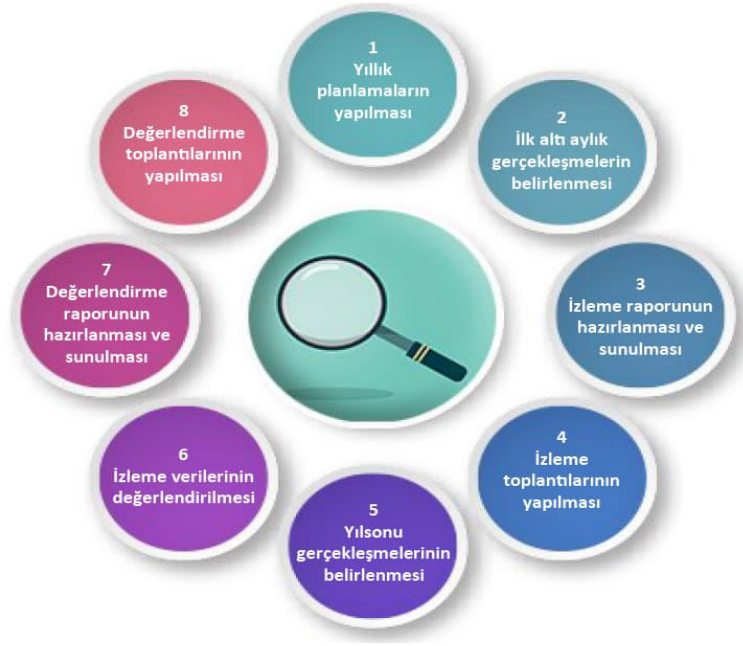 1
Yıllık
planlamaların
yapılması
2
İlk altı aylık
gerçekleşmelerin
belirlenmesi
3
İzleme raporunun
hazırlanması ve
sunulması
4
İzleme
toplantılarının
yapılması
5
Yılsonu
gerçekleşmelerinin
belirlenmesi
6
İzleme verilerinin
değerlendirilmesi
7
Değerlendirme
raporunun
hazırlanması ve
sunulması
8
Değerlendirme
toplantılarının
yapılması